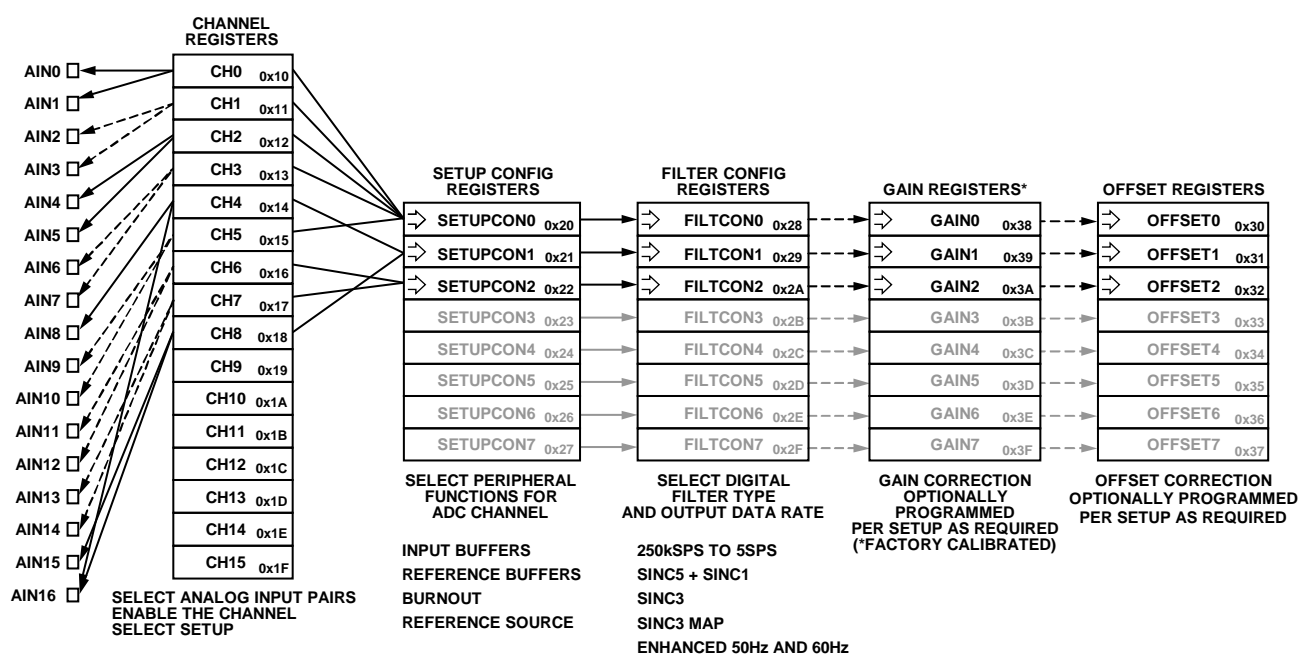 CHANNEL
REGISTERS
AIN0
AIN1
AIN2
AIN3
AIN4
AIN5
AIN6
AIN7
AIN8
AIN9
AIN10
AIN11
AIN12
AIN13
AIN14
AIN15
AIN16
CH0 0x10
CH1 0x11
CH2 0x12
CH3 0x13
CH4 0x14
CH5 0x15
CH6 0x16
CH7 0x17
CH8 0x18
CH9 0x19
CH10 0x1A
CH11 0x1B
CH12 0x1C
CH13 0x1D
CH14 0x1E
CH15 0x1F
SELECT ANALOG INPUT PAIRS
ENABLE THE CHANNEL
SELECT SETUP
SETUP CONFIG
REGISTERS
SETUPCON0 0x20
SETUPCON1 0x21
SETUPCON2 0x22
SETUPCON3 0x23
SETUPCON4 0x24
SETUPCON5 0x25
SETUPCON6 0x26
SETUPCON7 0x27
SELECT PERIPHERAL
FUNCTIONS FOR
ADC CHANNEL
INPUT BUFFERS
REFERENCE BUFFERS
BURNOUT
REFERENCE SOURCE
FILTER CONFIG
REGISTERS
FILTCON0 0x28
FILTCON1 0x29
FILTCON2 0x2A
FILTCON3 0x2B
FILTCON4 0x2C
FILTCON5 0x2D
FILTCON6 0x2E
FILTCON7 0x2F
SELECT DIGITAL
FILTER TYPE
AND OUTPUT DATA RATE
250kSPS TO 5SPS
SINC5 + SINC1
SINC3
SINC3 MAP
ENHANCED 50Hz AND 60Hz
GAIN REGISTERS*
GAIN0 0x38
GAIN1 0x39
GAIN2 0x3A
GAIN3 0x3B
GAIN4 0x3C
GAIN5 0x3D
GAIN6 0x3E
GAIN7 0x3F
GAIN CORRECTION
OPTIONALLY
PROGRAMMED
PER SETUP AS REQUIRED
(*FACTORY CALIBRATED)
OFFSET REGISTERS
OFFSET0 0x30
OFFSET1 0x31
OFFSET2 0x32
OFFSET3 0x33
OFFSET4 0x34
OFFSET5 0x35
OFFSET6 0x36
OFFSET7 0x37
OFFSET CORRECTION
OPTIONALLY PROGRAMMED
PER SETUP AS REQUIRED